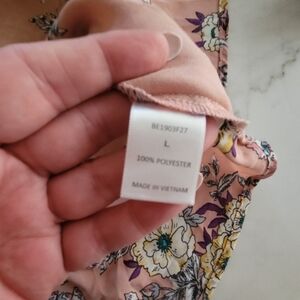 BE1903F27
L
100% POLYESTER
MADE IN VIETNAM